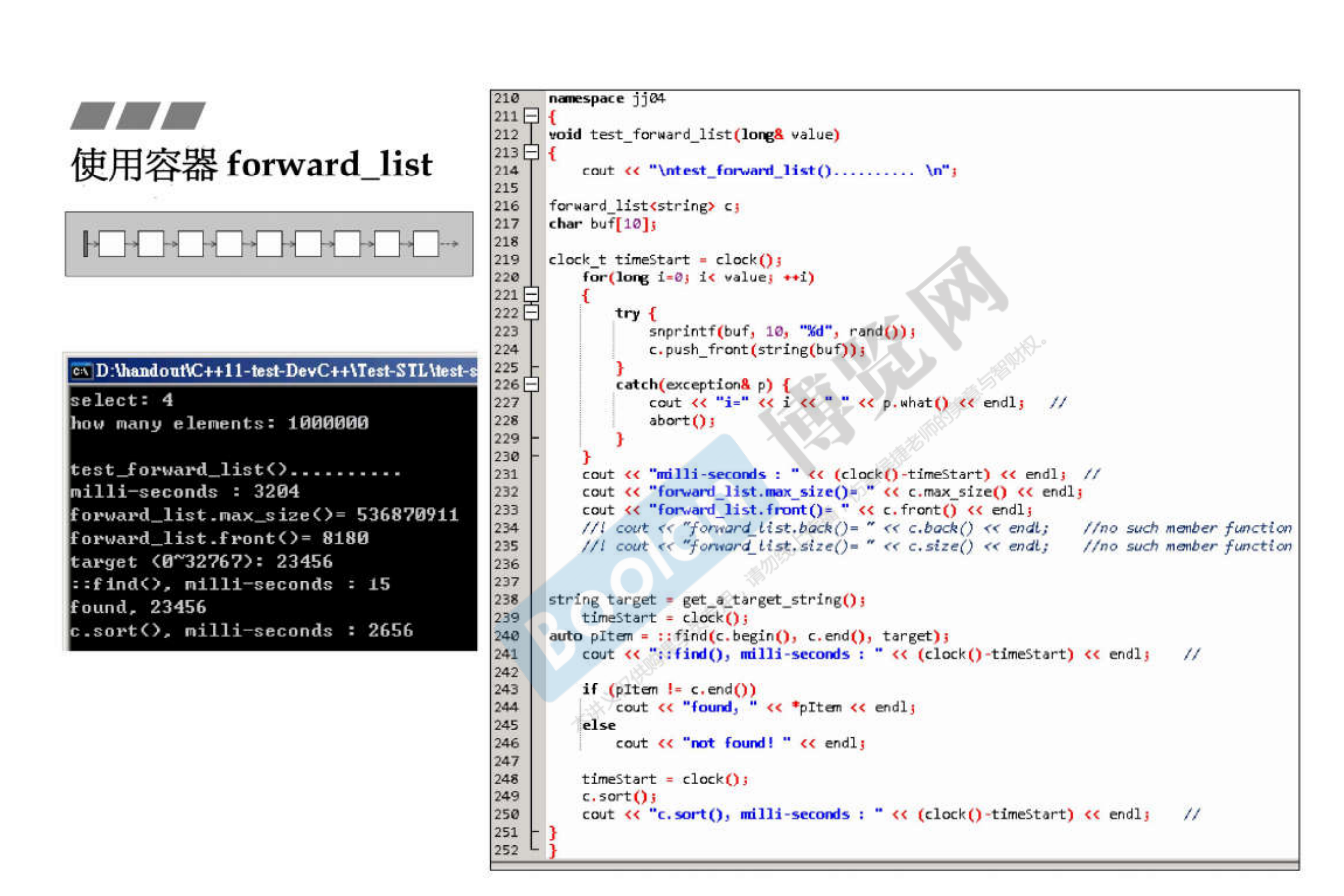 使用容器 forward_list
D:\handout\C++11-test-DevC++\Test-STL\test-s
select: 4
how many elements: 1000000
test_forward_list()..........
milli-seconds : 3204
forward_list.max_size()= 536870911
forward_list.front()= 8180
target (0~32767): 23456
::find(), milli-seconds : 15
found, 23456
c.sort(), milli-seconds : 2656
210 namespace jj04
211 {
212 void test_forward_list(long& value)
213 {
214 cout << "\ntest_forward_list().......... \n";
215
216 forward_list<string> c;
217 char buf[10];
218
219 clock_t timeStart = clock();
220 for(long i=0; i< value; ++i)
221 {
222 try {
223 snprintf(buf, 10, "%d", rand());
224 c.push_front(string(buf));
225 }
226 catch(exception& p) {
227 cout << "i=" << i << " " << p.what() << endl; //
228 abort();
229 }
230 }
231 cout << "milli-seconds : " << (clock()-timeStart) << endl; //
232 cout << "forward_list.max_size()= " << c.max_size() << endl;
233 cout << "forward_list.front()= " << c.front() << endl;
234 //! cout << "forward_list.back()= " << c.back() << endl; //no such member function
235 //! cout << "forward_list.size()= " << c.size() << endl; //no such member function
236
237
238 string target = get_a_target_string();
239 timeStart = clock();
240 auto pItem = ::find(c.begin(), c.end(), target);
241 cout << "::find(), milli-seconds : " << (clock()-timeStart) << endl; //
242
243 if (pItem != c.end())
244 cout << "found, " << *pItem << endl;
245 else
246 cout << "not found! " << endl;
247
248 timeStart = clock();
249 c.sort();
250 cout << "c.sort(), milli-seconds : " << (clock()-timeStart) << endl; //
251 }
252 }
Boolan
博览网